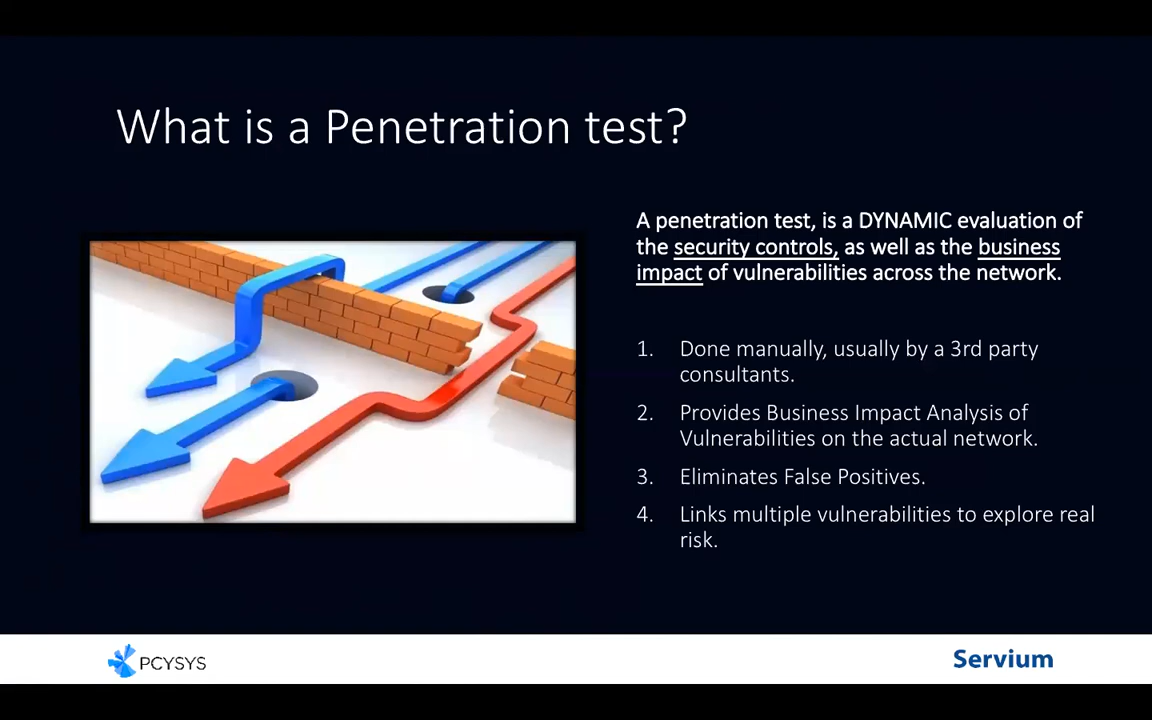 What is a Penetration test?
A penetration test, is a DYNAMIC evaluation of
the security controls, as well as the business
impact of vulnerabilities across the network.
1. Done manually, usually by a 3rd party
consultants.
2. Provides Business Impact Analysis of
Vulnerabilities on the actual network.
3. Eliminates False Positives.
4. Links multiple vulnerabilities to explore real
risk.
PCYSYS
Servium